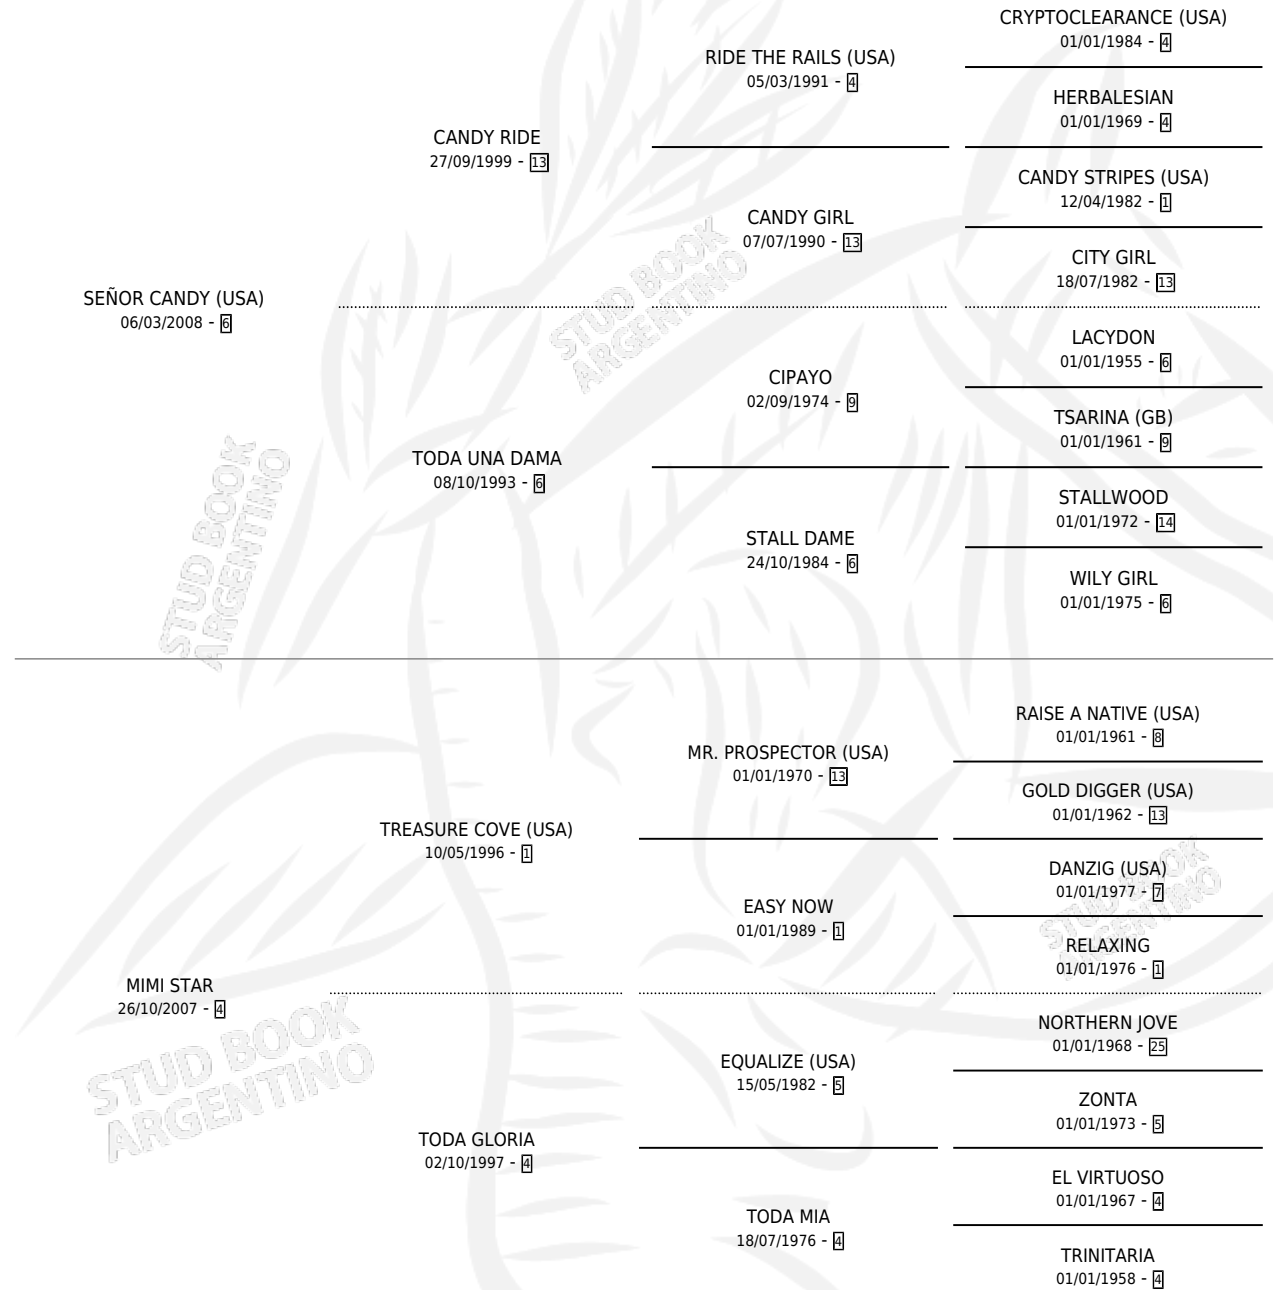 CRYPTOCLEARANCE (USA)
01/01/1984 - 4
RIDE THE RAILS (USA)
05/03/1991 - 4
HERBALESIAN
01/01/1969 - 4
CANDY RIDE
27/09/1999 - 13
CANDY STRIPES (USA)
12/04/1982 - 1
CANDY GIRL
07/07/1990 - 13
CITY GIRL
18/07/1982 - 13
SEÑOR CANDY (USA)
06/03/2008 - 6
LACYDON
01/01/1955 - 6
CIPAYO
02/09/1974 - 9
TSARINA (GB)
01/01/1961 - 9
TODA UNA DAMA
08/10/1993 - 6
STALLWOOD
01/01/1972 - 14
STALL DAME
24/10/1984 - 6
WILY GIRL
01/01/1975 - 6
RAISE A NATIVE (USA)
01/01/1961 - 8
MR. PROSPECTOR (USA)
01/01/1970 - 13
GOLD DIGGER (USA)
01/01/1962 - 13
TREASURE COVE (USA)
10/05/1996 - 1
DANZIG (USA)
01/01/1977 - 7
EASY NOW
01/01/1989 - 1
RELAXING
01/01/1976 - 1
MIMI STAR
26/10/2007 - 4
NORTHERN JOVE
01/01/1968 - 25
EQUALIZE (USA)
15/05/1982 - 5
ZONTA
01/01/1973 - 5
TODA GLORIA
02/10/1997 - 4
EL VIRTUOSO
01/01/1967 - 4
TODA MIA
18/07/1976 - 4
TRINITARIA
01/01/1958 - 4
STUD BOOK
ARGENTINO
STUD BOOK
ARGENTINO
STUD BOOK
ARGENTINO
STUD BOOK
ARGENTINO